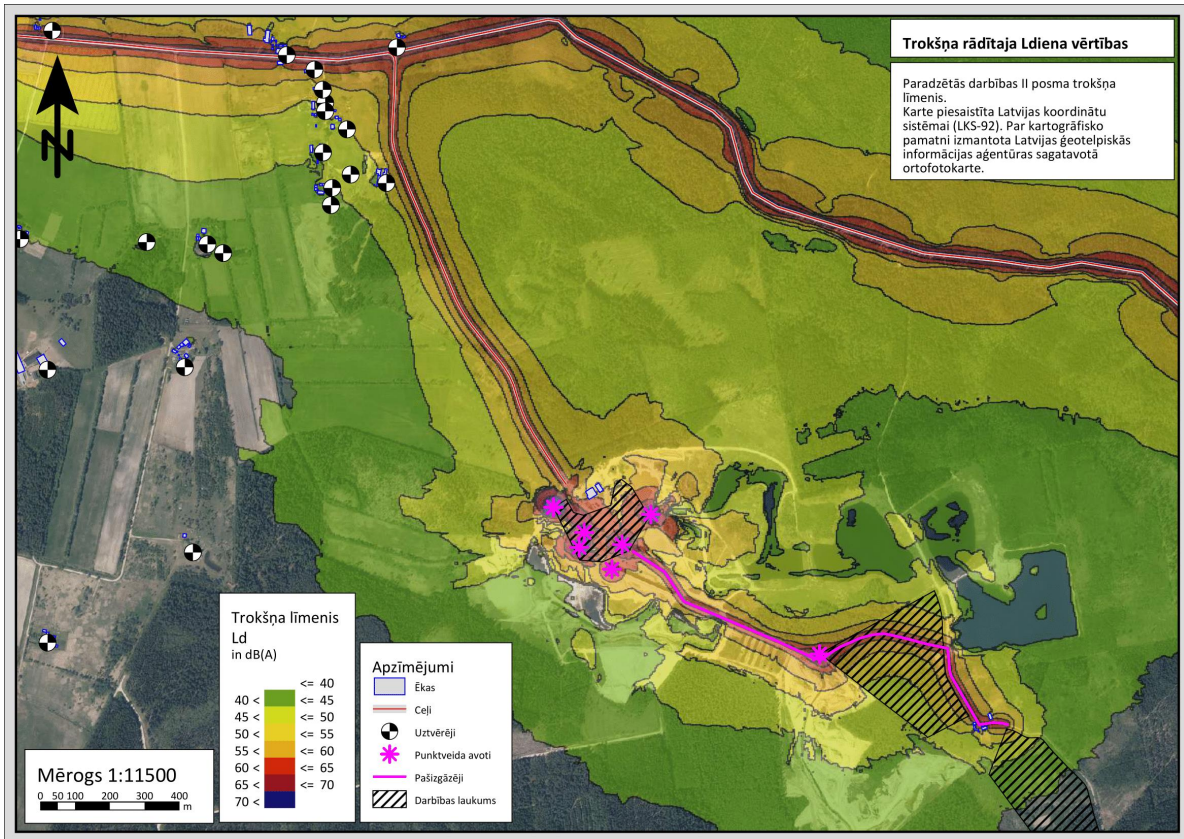 Trokšņa rādītaja Ldiena vērtības
Paradzētās darbības II posma trokšņa
līmenis.
Karte piesaistīta Latvijas koordinātu
sistēmai (LKS-92). Par kartogrāfisko
pamatni izmantota Latvijas ģeotelpiskās
informācijas aģentūras sagatavotā
ortofotokarte.
N
Trokšņa līmenis
Ld
in dB(A)
<= 40
40 < <= 45
45 < <= 50
50 < <= 55
55 < <= 60
60 < <= 65
65 < <= 70
70 <
Apzīmējumi
Ēkas
Ceļi
Uztvērēji
Punktveida avoti
Pašizgāzēji
Darbības laukums
Mērogs 1:11500
0 50 100 200 300 400
m